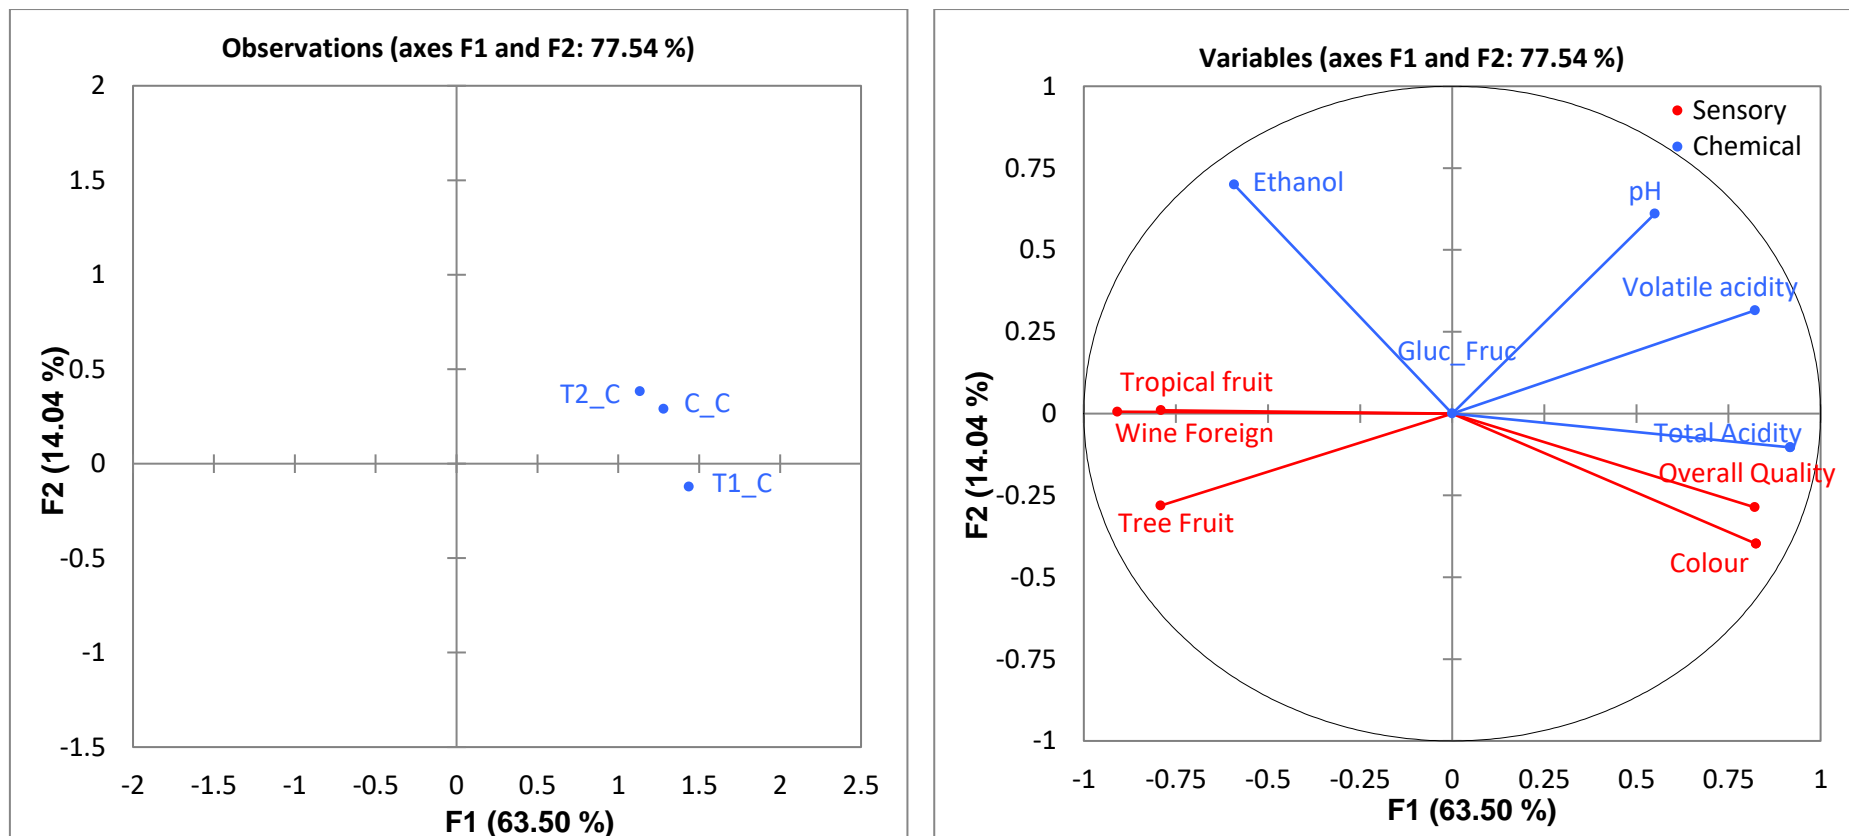 Observations (axes F1 and F2: 77.54 %)
2
1.5
1
0.5
0
-0.5
-1
-1.5
F2 (14.04 %)
T2_C
C_C
T1_C
-2
-1.5
-1
-0.5
0
0.5
1
1.5
2
2.5
F1 (63.50 %)
Variables (axes F1 and F2: 77.54 %)
Sensory
Chemical
1
0.75
0.5
0.25
0
-0.25
-0.5
-0.75
-1
F2 (14.04 %)
Ethanol
pH
Volatile acidity
Gluc_Fruc
Tropical fruit
Wine Foreign
Total Acidity
Overall Quality
Tree Fruit
Colour
-1
-0.75
-0.5
-0.25
0
0.25
0.5
0.75
1
F1 (63.50 %)